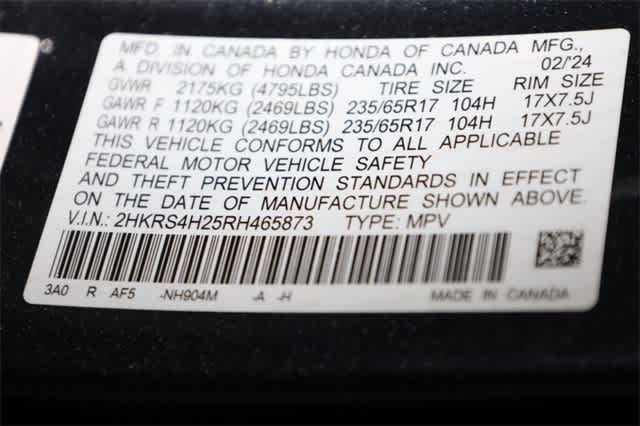 MFD. IN CANADA BY HONDA OF CANADA MFG.,
A DIVISION OF HONDA CANADA INC. 02/'24
GVWR 2175KG (4795LBS) TIRE SIZE RIM SIZE
GAWR F 1120KG (2469LBS) 235/65R17 104H 17X7.5J
GAWR R 1120KG (2469LBS) 235/65R17 104H 17X7.5J
THIS VEHICLE CONFORMS TO ALL APPLICABLE
FEDERAL MOTOR VEHICLE SAFETY
AND THEFT PREVENTION STANDARDS IN EFFECT
ON THE DATE OF MANUFACTURE SHOWN ABOVE.
V.I.N.: 2HKRS4H25RH465873 TYPE: MPV
3A0 R AF5 -NH904M -A -H MADE IN CANADA